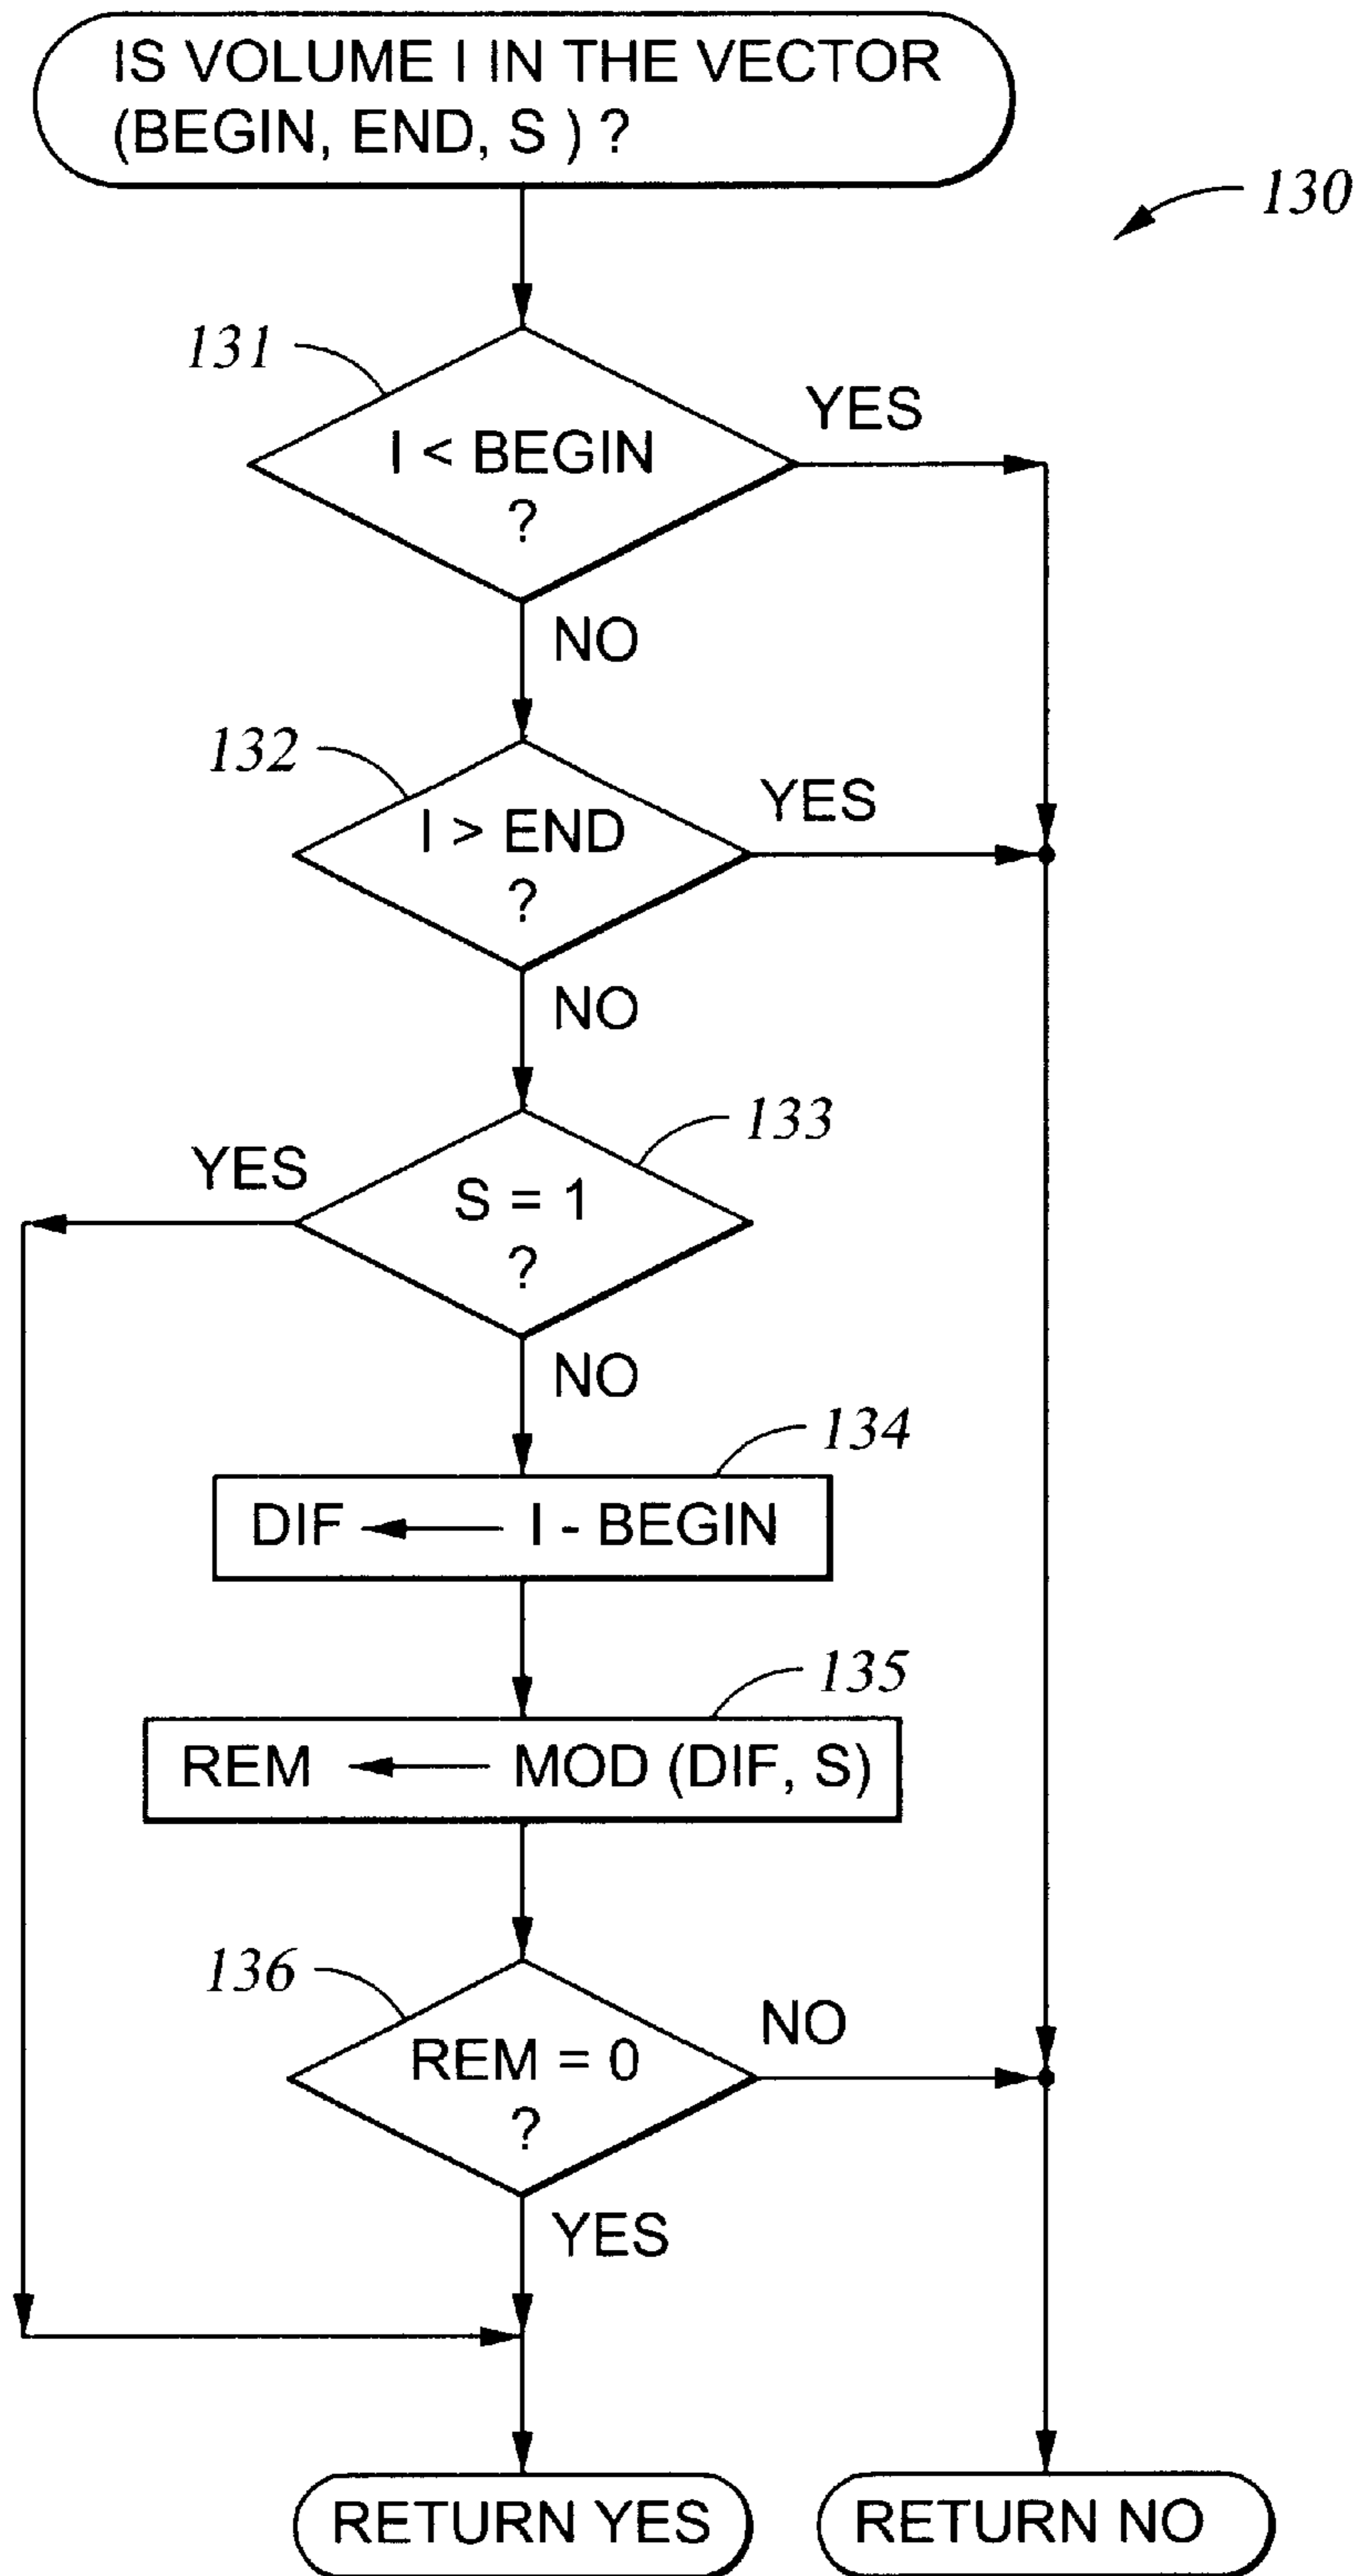 IS VOLUME I IN THE VECTOR
(BEGIN, END, S ) ?
130
131
I < BEGIN
?
YES
NO
132
I > END
?
YES
NO
133
S = 1
?
YES
NO
134
DIF ← I - BEGIN
135
REM ← MOD (DIF, S)
136
REM = 0
?
NO
YES
RETURN YES
RETURN NO